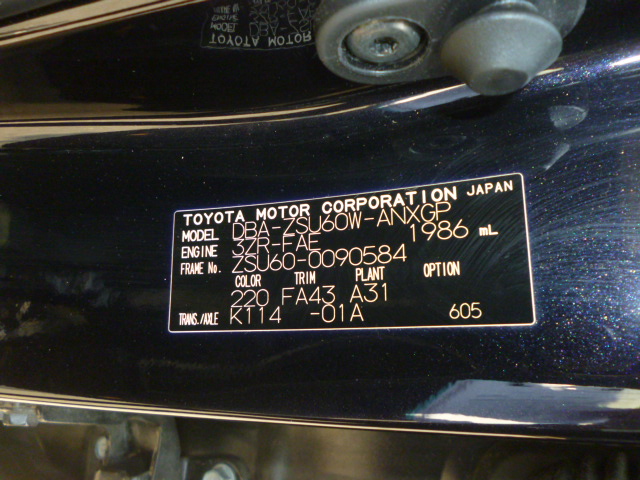 TOYOTA MOTOR CORPORATION JAPAN
MODEL DBA-ZSU60W-ANXGP
ENGINE 3ZR-FAE 1986 mL
FRAME No. ZSU60-0090584
COLOR TRIM PLANT OPTION
220 FA43 A31
TRANS./AXLE K114 -01A 605